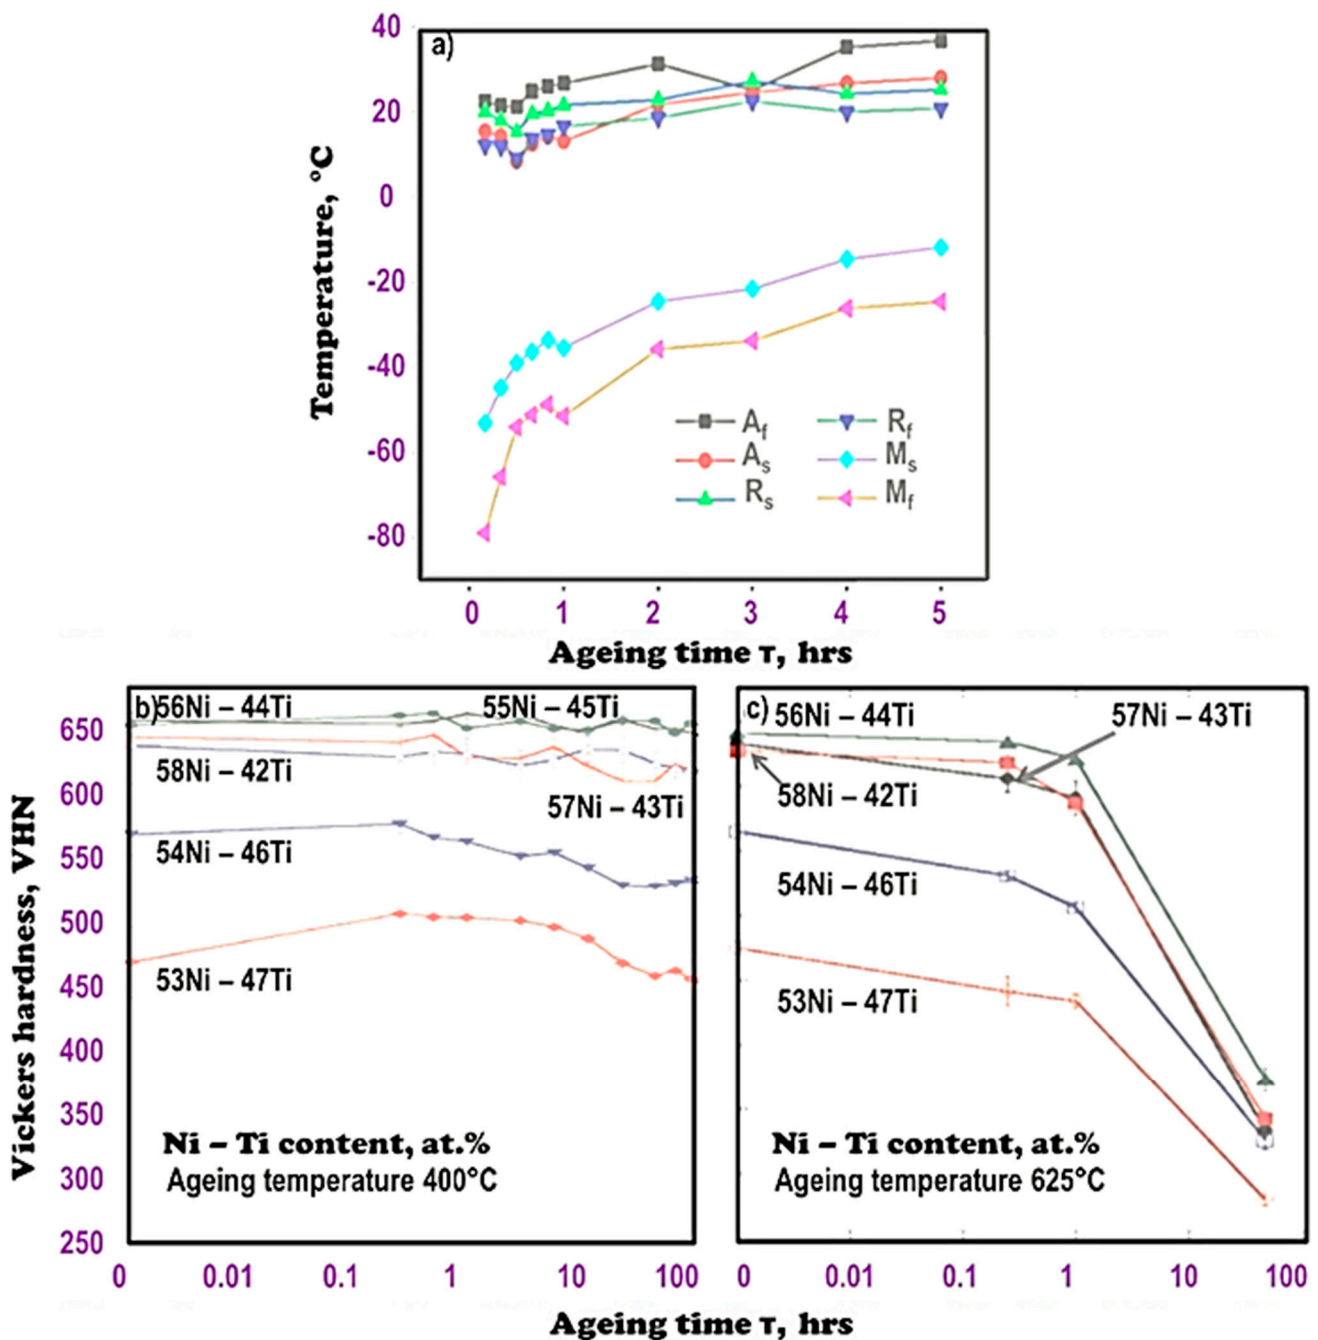 a)
40
20
0
-20
-40
-60
-80
Temperature, °C
Af
As
Rs
Rf
Ms
Mf
0 1 2 3 4 5
Ageing time τ, hrs
b)
56Ni – 44Ti
55Ni – 45Ti
58Ni – 42Ti
57Ni – 43Ti
54Ni – 46Ti
53Ni – 47Ti
Ni – Ti content, at.%
Ageing temperature 400°C
650
600
550
500
450
400
350
300
250
Vickers hardness, VHN
0 0.01 0.1 1 10 100
c)
56Ni – 44Ti
57Ni – 43Ti
58Ni – 42Ti
54Ni – 46Ti
53Ni – 47Ti
Ni – Ti content, at.%
Ageing temperature 625°C
0 0.01 0.1 1 10 100
Ageing time τ, hrs